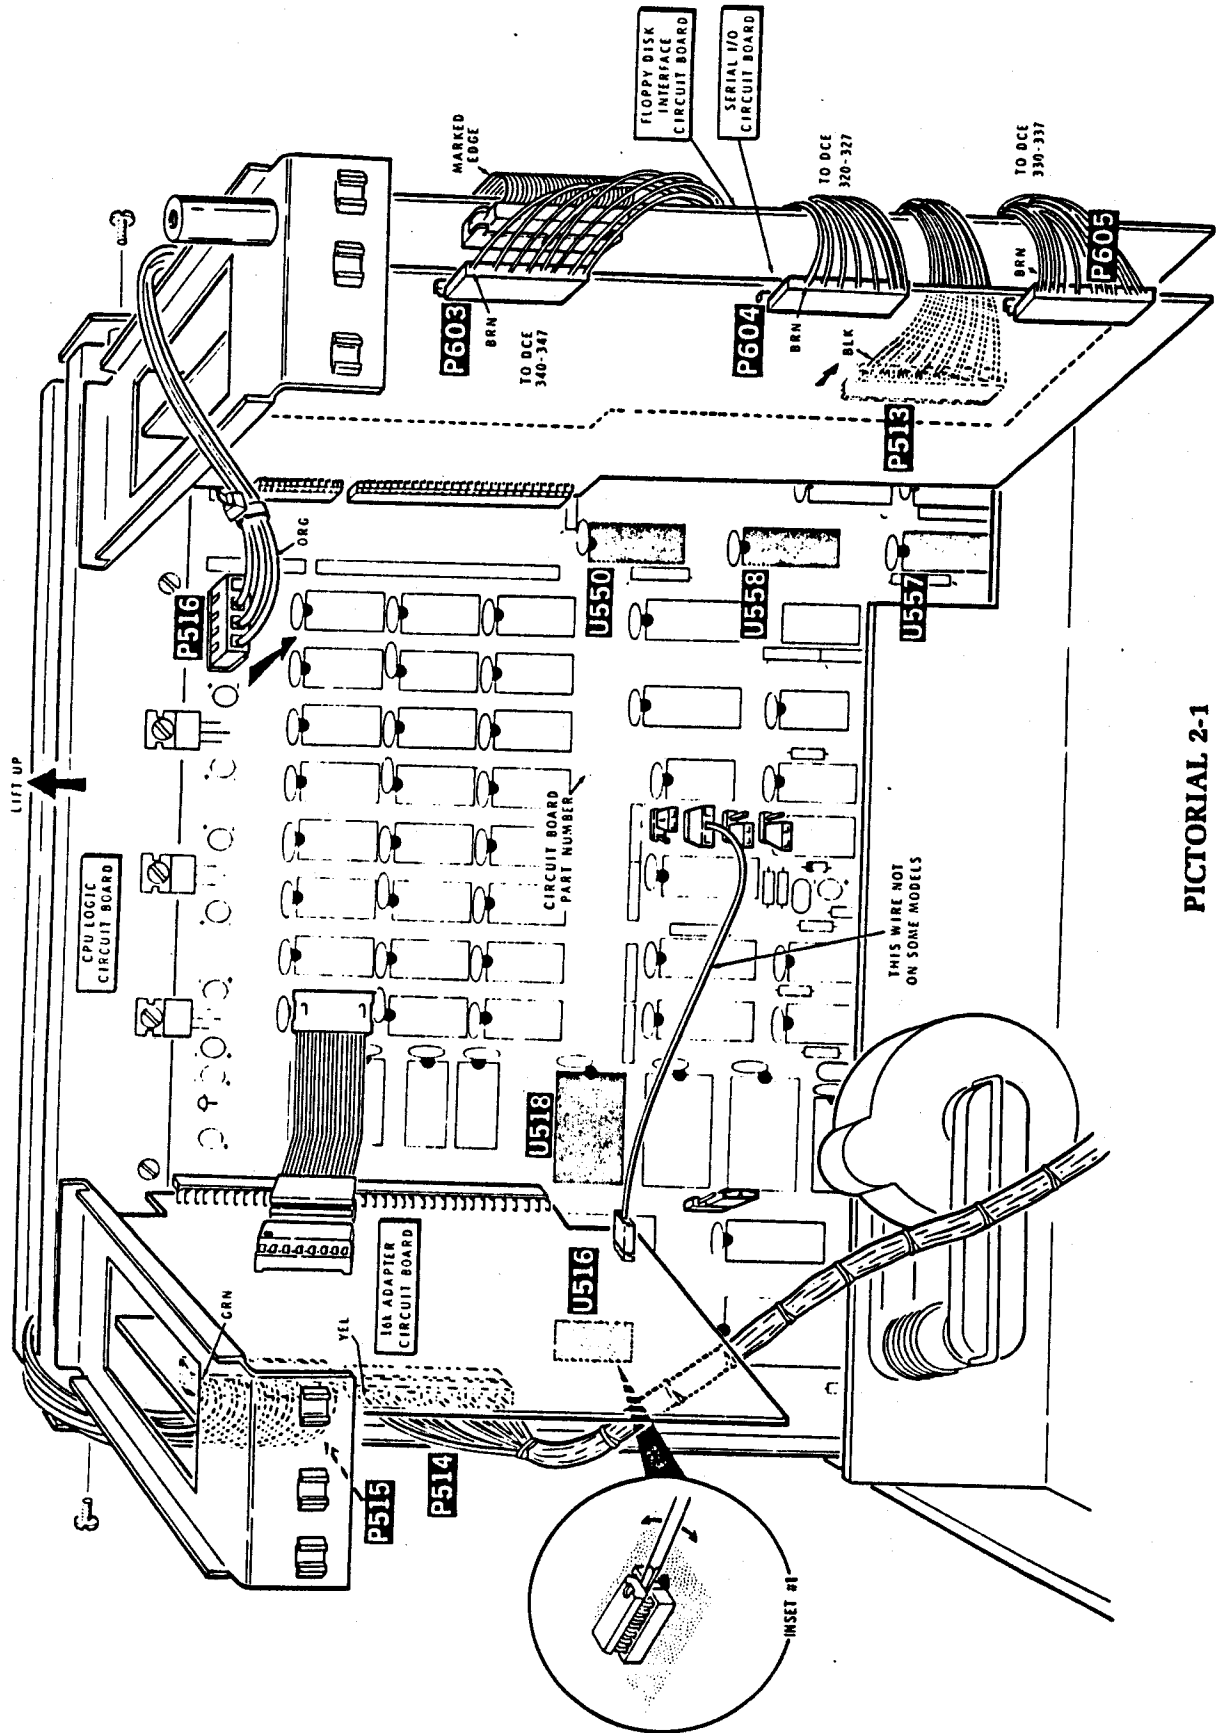 LIFT UP
CPU LOGIC
CIRCUIT BOARD
P516
ORG
MARKED
EDGE
FLOPPY DISK
INTERFACE
CIRCUIT BOARD
SERIAL I/O
CIRCUIT BOARD
P603
BRN
TO DCE
340-347
P604
BRN
TO DCE
320-327
BLK
P513
BRN
P605
TO DCE
330-337
U550
U558
U557
CIRCUIT BOARD
PART NUMBER
THIS WIRE NOT
ON SOME MODELS
U518
U516
16k ADAPTER
CIRCUIT BOARD
GRN
YEL
P515
P514
INSET #1
PICTORIAL 2-1